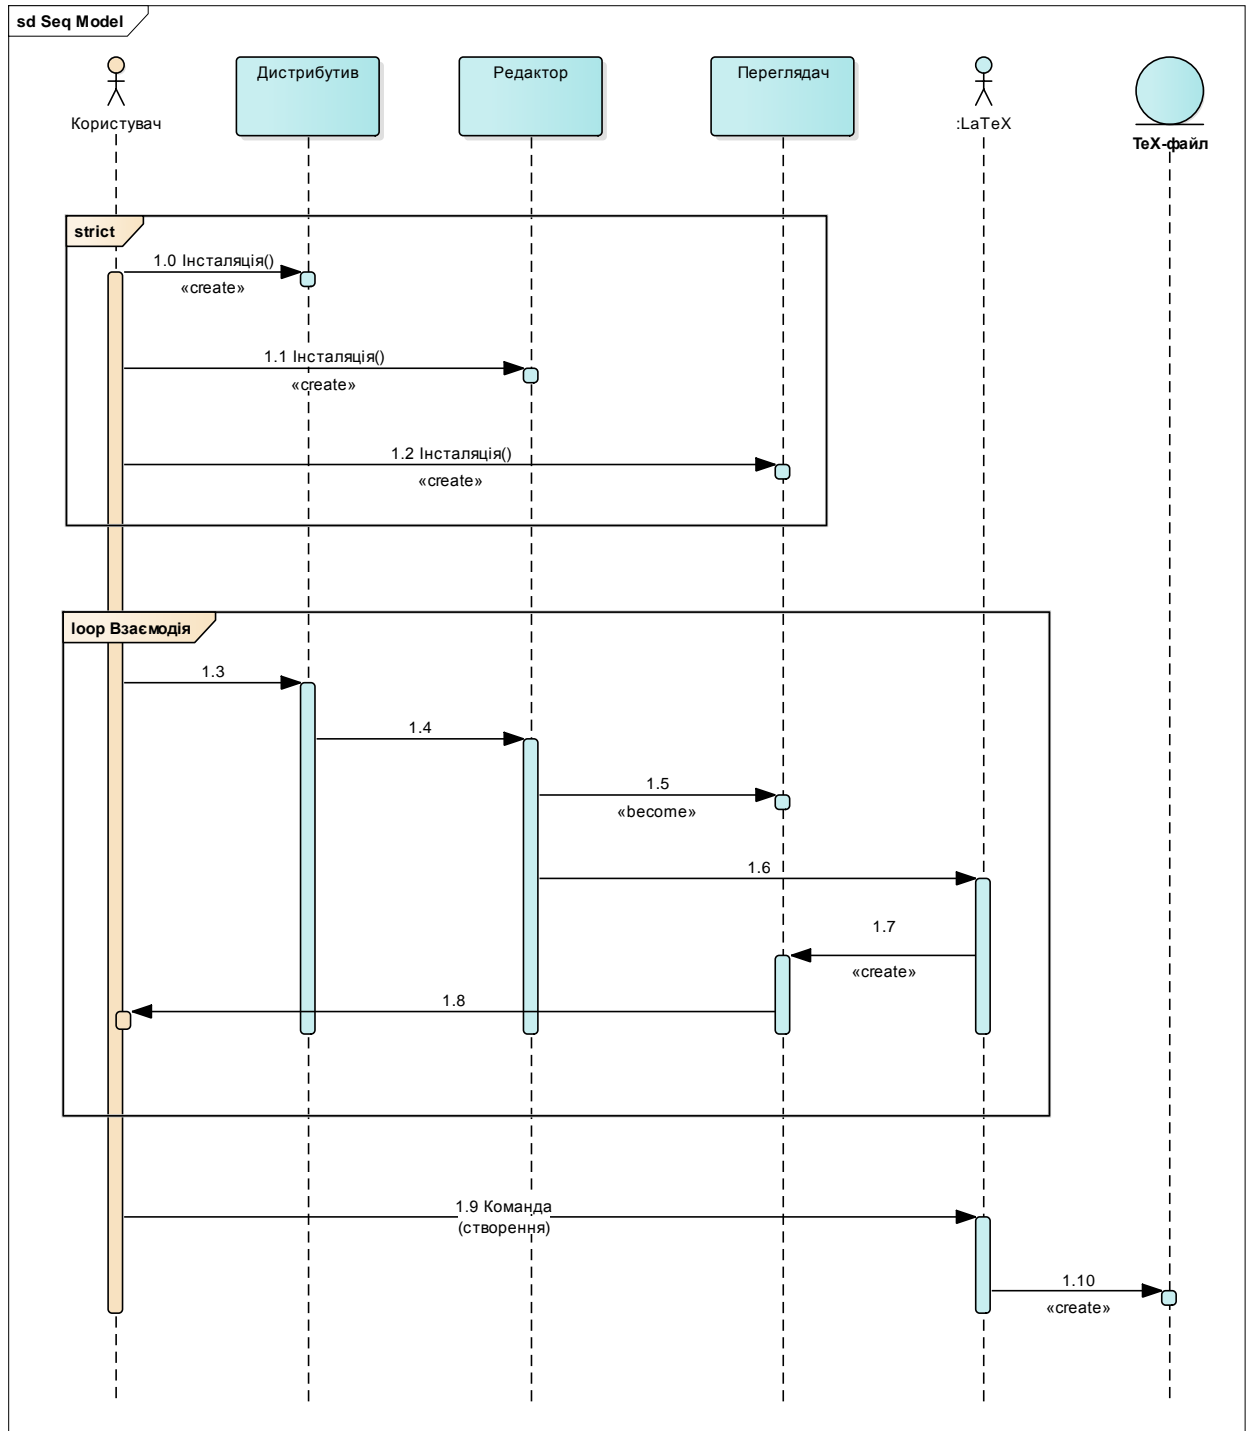 sd Seq Model
Користувач
Дистрибутив
Редактор
Переглядач
:LaTeX
TeX-файл
strict
1.0 Інсталяція()
«create»
1.1 Інсталяція()
«create»
1.2 Інсталяція()
«create»
loop Взаємодія
1.3
1.4
1.5
«become»
1.6
1.7
«create»
1.8
1.9 Команда
(створення)
1.10
«create»